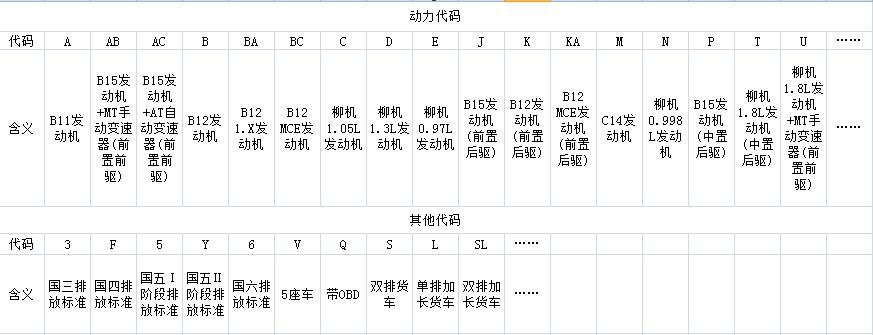 动力代码
代码 A AB AC B BA BC C D E J K KA M N P T U ……
含义 B11发动机 B15发动机+MT手动变速器(前置前驱) B15发动机+AT自动变速器(前置前驱) B12发动机 B12 1.X发动机 B12 MCE发动机 柳机1.05L发动机 柳机1.3L发动机 柳机0.97L发动机 B15发动机(前置后驱) B12发动机(前置后驱) B12 MCE发动机(前置后驱) C14发动机 柳机0.998L发动机 B15发动机(中置后驱) 柳机1.8L发动机(中置后驱) 柳机1.8L发动机+MT手动变速器(前置前驱) ……
其他代码
代码 3 F 5 Y 6 V Q S L SL ……
含义 国三排放标准 国四排放标准 国五Ⅰ阶段排放标准 国五Ⅱ阶段排放标准 国六排放标准 5座车 带OBD 双排货车 单排加长货车 双排加长货车 ……